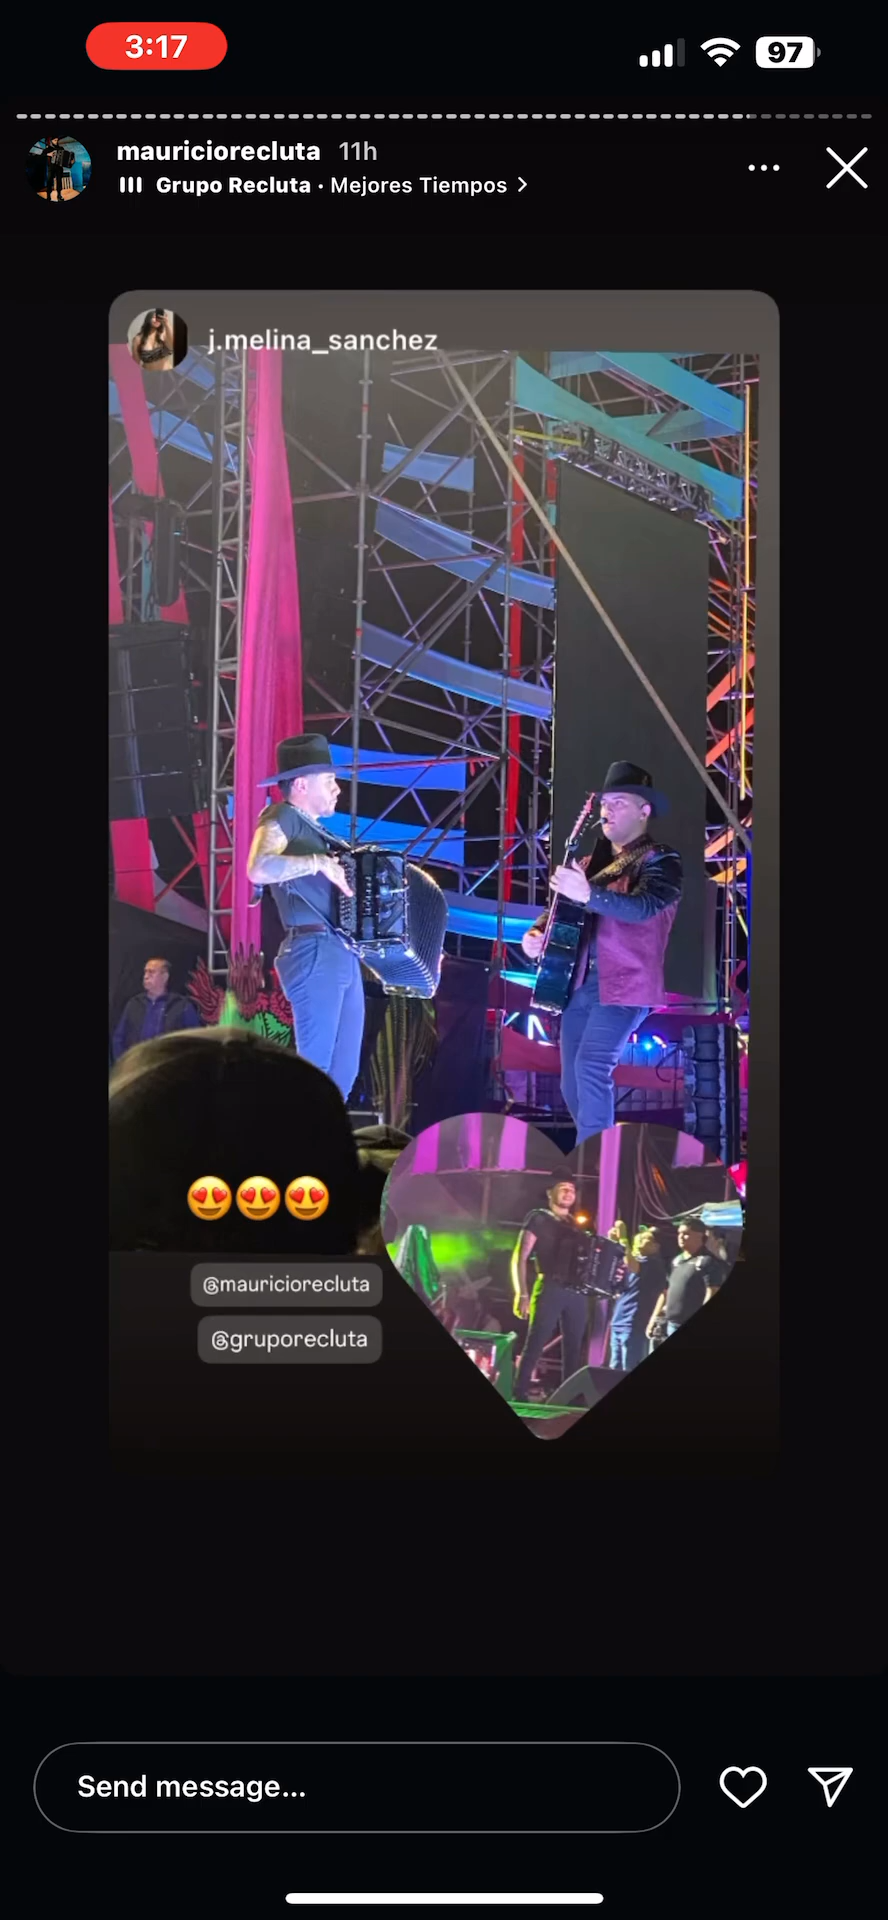 3:17
97
mauriciorecluta 11h
Grupo Recluta · Mejores Tiempos
j.melina_sanchez
@mauriciorecluta
@gruporecluta
Send message...